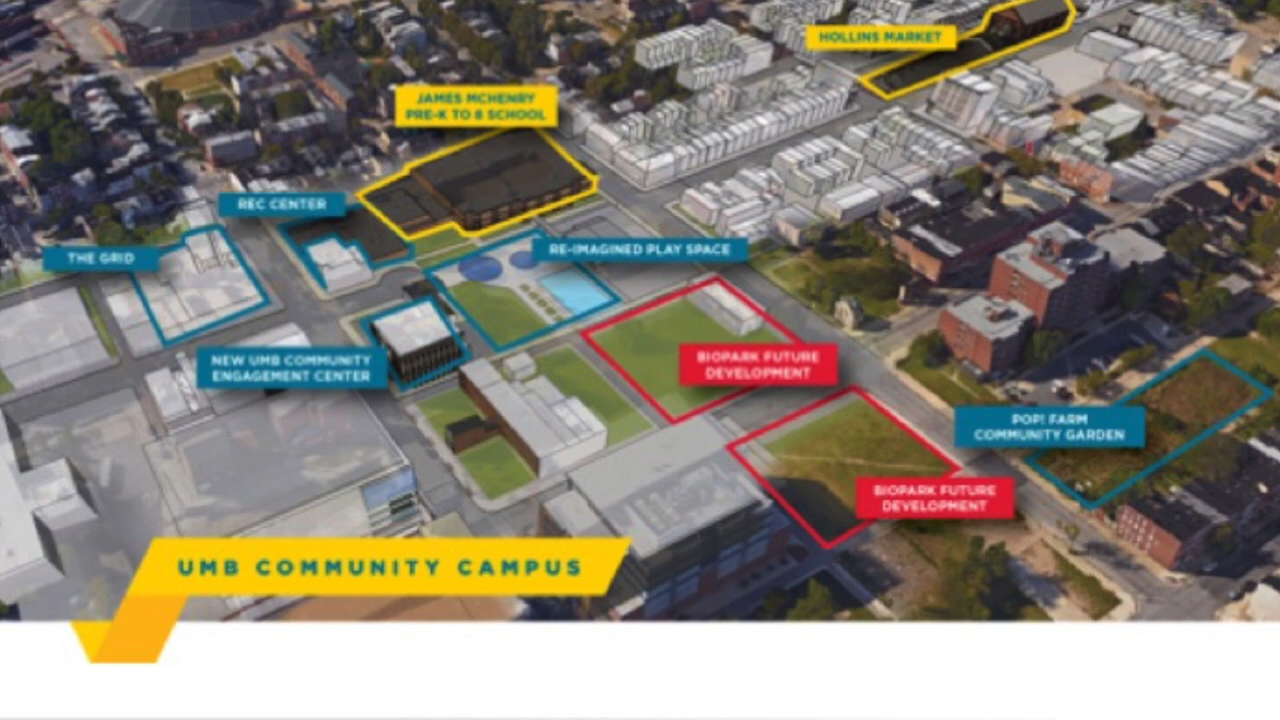 HOLLINS MARKET
JAMES MCHENRY
PRE-K TO 8 SCHOOL
REC CENTER
THE GRID
RE-IMAGINED PLAY SPACE
NEW UMB COMMUNITY
ENGAGEMENT CENTER
BIOPARK FUTURE
DEVELOPMENT
POP! FARM
COMMUNITY GARDEN
BIOPARK FUTURE
DEVELOPMENT
UMB COMMUNITY CAMPUS